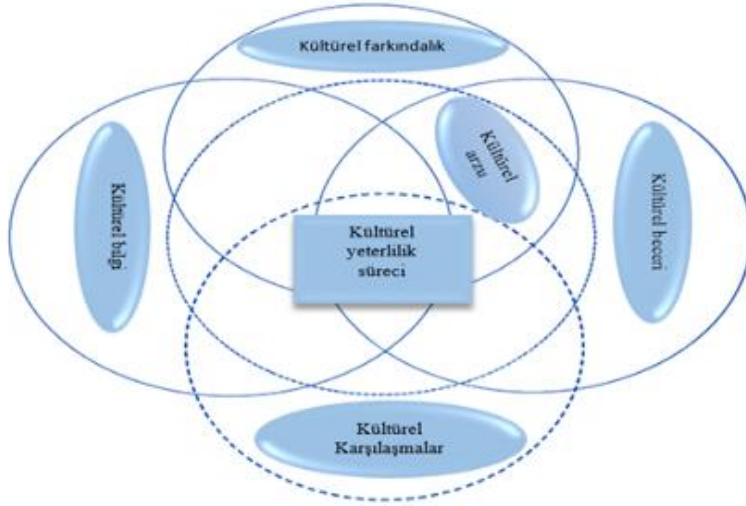 Kültürel farkındalık
Kültürel
arzu
Kültürel bilgi
Kültürel beceri
Kültürel
yeterlilik
süreci
Kültürel
Karşılaşmalar